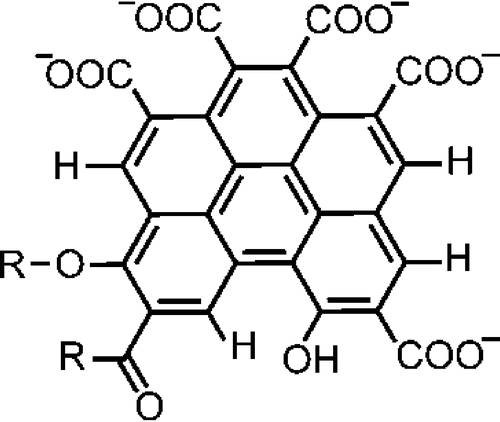 ⁻OOC ⁻OOC COO⁻ COO⁻
H H
R O H
R H OH COO⁻
O